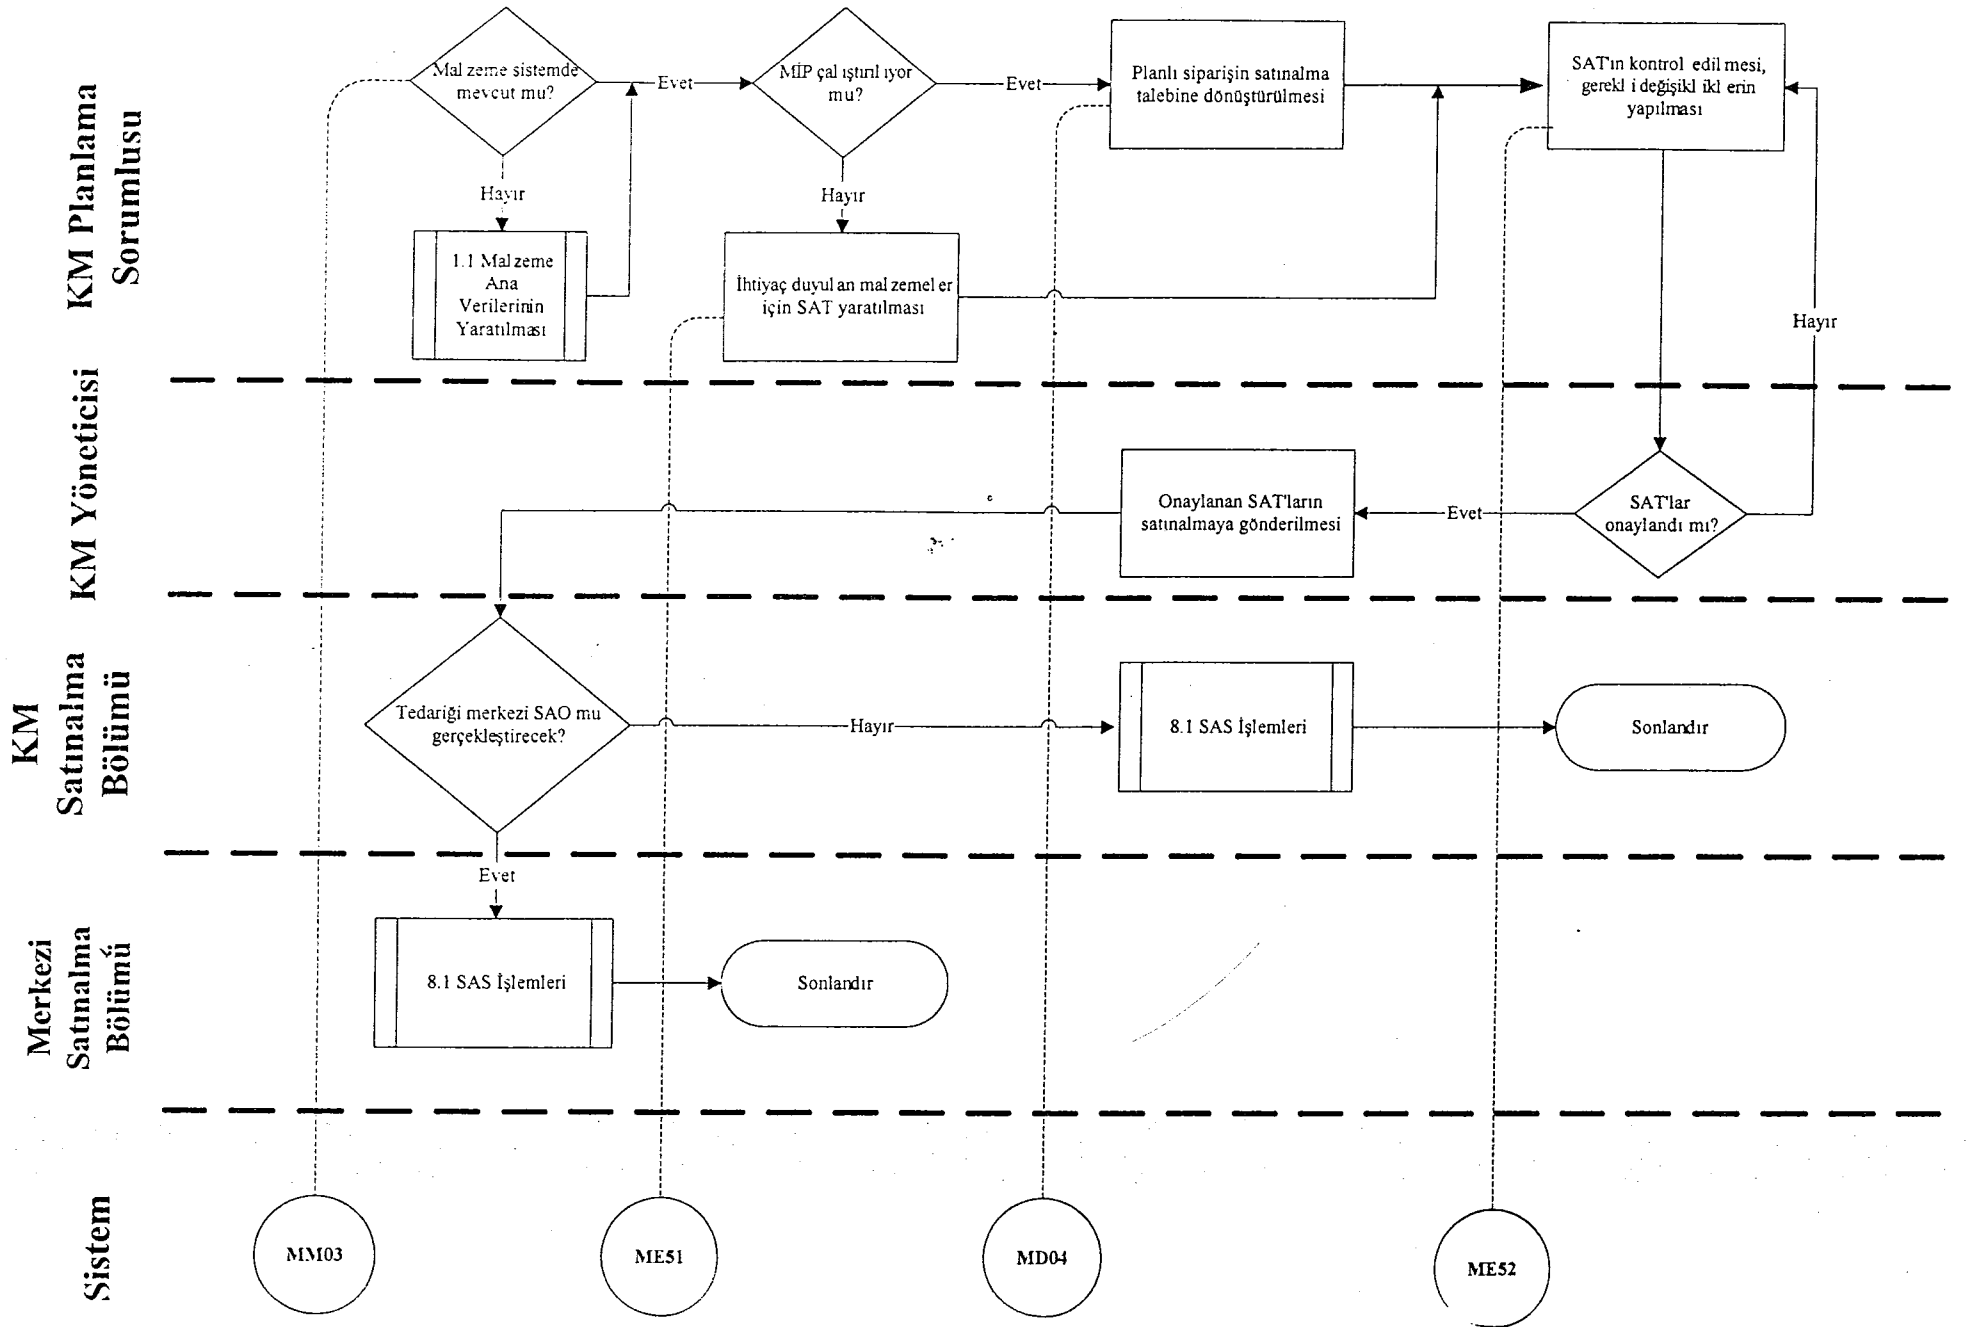 KM Planlama
Sorumlusu
Malzeme sistemde
mevcut mu?
Evet
MİP çalıştırılıyor
mu?
Evet
Planlı siparişin satınalma
talebine dönüştürülmesi
SAT'ın kontrol edilmesi,
gerekli değişikliklerin
yapılması
Hayır
Hayır
1.1 Malzeme
Ana
Verilerinin
Yaratılması
İhtiyaç duyulan malzemeler
için SAT yaratılması
Hayır
KM Yöneticisi
Onaylanan SAT'ların
satınalmaya gönderilmesi
Evet
SAT'lar
onaylandı mı?
KM
Satınalma
Bölümü
Tedariği merkezi SAO mu
gerçekleştirecek?
Hayır
8.1 SAS İşlemleri
Sonlandır
Evet
Merkezi
Satınalma
Bölümü
8.1 SAS İşlemleri
Sonlandır
Sistem
MM03
ME51
MD04
ME52